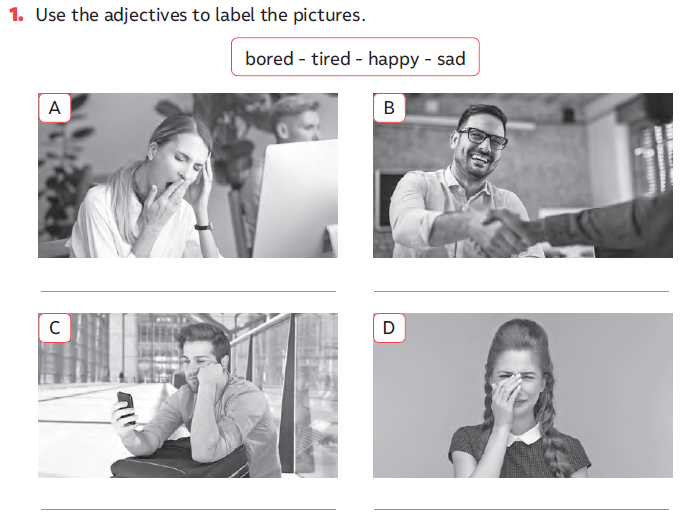 1. Use the adjectives to label the pictures.
bored - tired - happy - sad
A
B
C
D